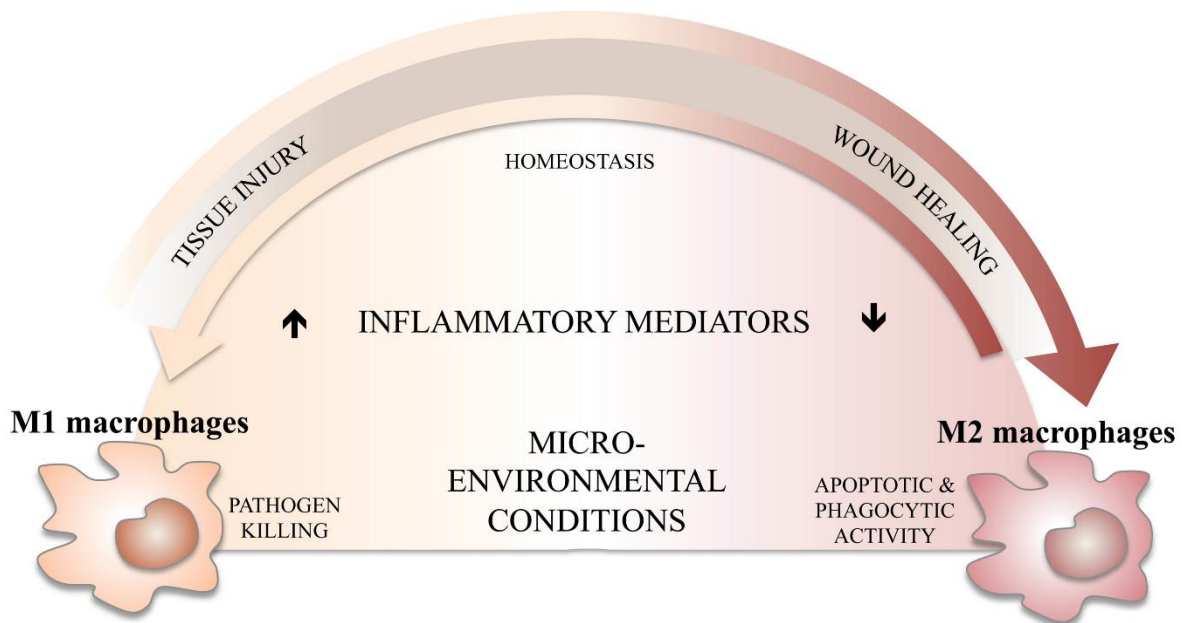 TISSUE INJURY
HOMEOSTASIS
WOUND HEALING
🡩 INFLAMMATORY MEDIATORS 🡫
M1 macrophages
M2 macrophages
PATHOGEN
KILLING
MICRO-
ENVIRONMENTAL
CONDITIONS
APOPTOTIC &
PHAGOCYTIC
ACTIVITY